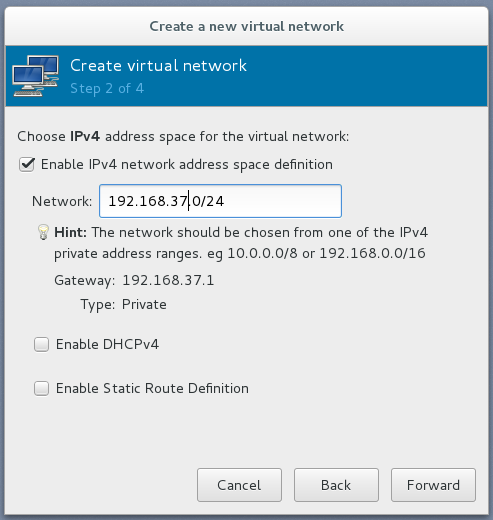 Create a new virtual network
Create virtual network
Step 2 of 4
Choose IPv4 address space for the virtual network:
Enable IPv4 network address space definition
Network: 192.168.37.0/24
Hint: The network should be chosen from one of the IPv4
private address ranges. eg 10.0.0.0/8 or 192.168.0.0/16
Gateway: 192.168.37.1
Type: Private
Enable DHCPv4
Enable Static Route Definition
Cancel Back Forward